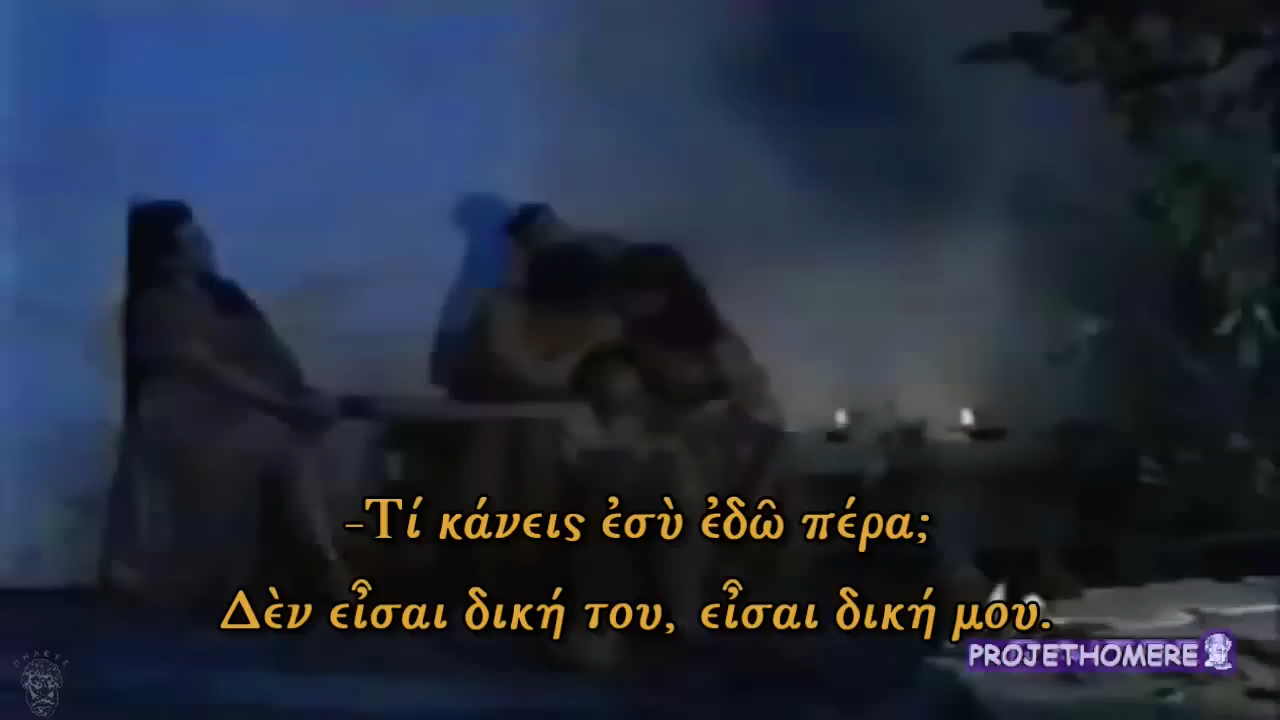 -Τί κάνεις ἐσὺ ἐδῶ πέρα;
Δὲν εἶσαι δική του, εἶσαι δική μου.
PROJETHOMERE